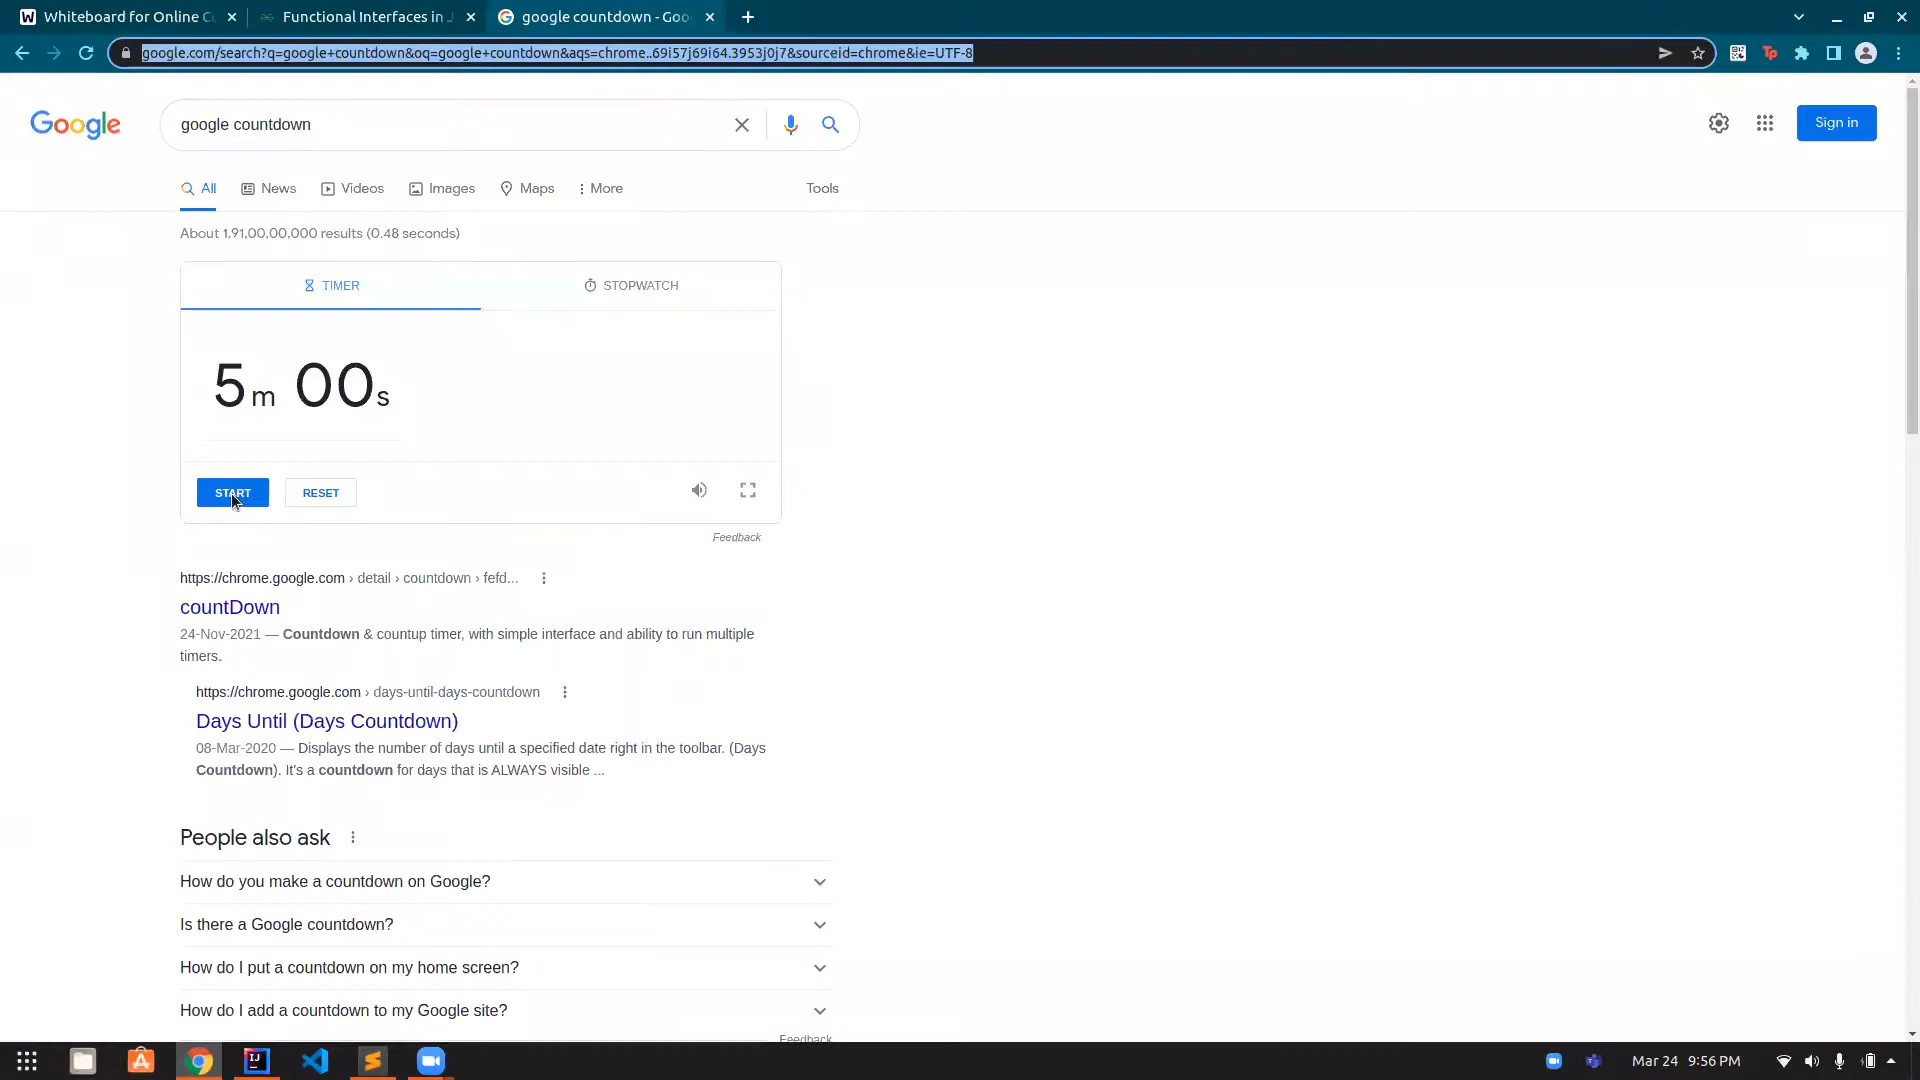 Whiteboard for Online C
Functional Interfaces in J
google countdown - Goo
google.com/search?q=google+countdown&oq=google+countdown&aqs=chrome..69i57j69i64.3953j0j7&sourceid=chrome&ie=UTF-8
Google
google countdown
Sign in
All
News
Videos
Images
Maps
More
Tools
About 1,91,00,00,000 results (0.48 seconds)
TIMER
STOPWATCH
5m 00s
START
RESET
Feedback
https://chrome.google.com › detail › countdown › fefd...
countDown
24-Nov-2021 — Countdown & countup timer, with simple interface and ability to run multiple
timers.
https://chrome.google.com › days-until-days-countdown
Days Until (Days Countdown)
08-Mar-2020 — Displays the number of days until a specified date right in the toolbar. (Days
Countdown). It's a countdown for days that is ALWAYS visible ...
People also ask
How do you make a countdown on Google?
Is there a Google countdown?
How do I put a countdown on my home screen?
How do I add a countdown to my Google site?
Feedback
Mar 24 9:56 PM